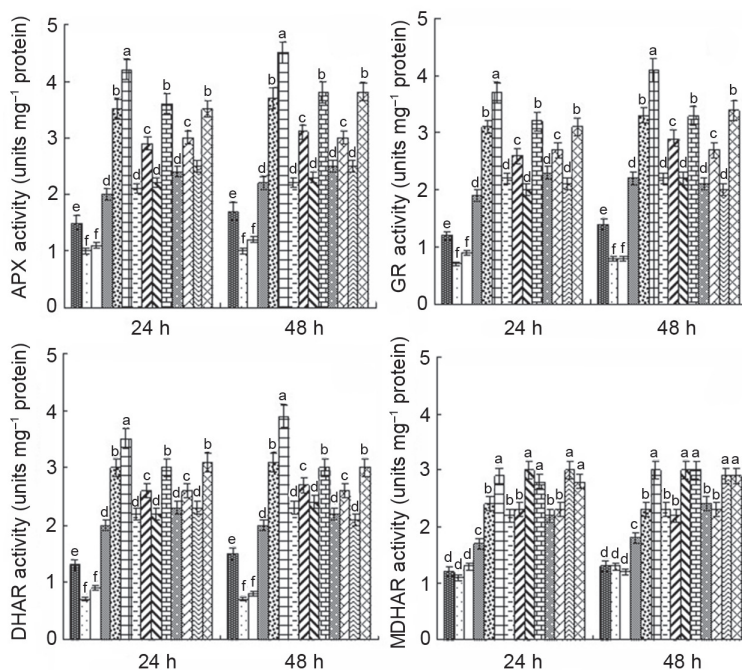 APX activity (units mg⁻¹ protein)
5
4
3
2
1
0
e f f d b a d c d b d c d b
e f f d b a d c d b d c d b
24 h
48 h
GR activity (units mg⁻¹ protein)
5
4
3
2
1
0
e f f d b a d c d b d c d b
e f f d b a d c d b d c d b
24 h
48 h
DHAR activity (units mg⁻¹ protein)
5
4
3
2
1
0
e f f d b a d c d b d c d b
e f f d b a d c d b d c d b
24 h
48 h
MDHAR activity (units mg⁻¹ protein)
5
4
3
2
1
0
d d d c b a b b a a b b a a
d d d c b a b b a a b b a a
24 h
48 h